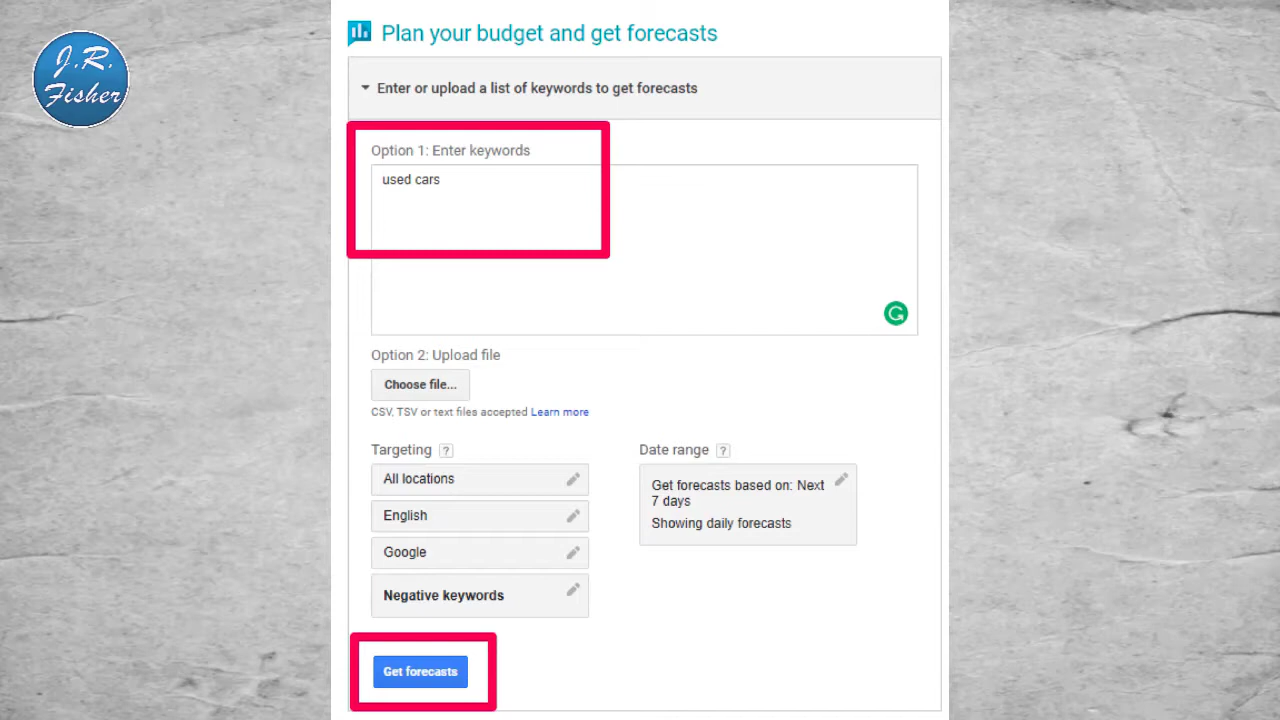 J.R.
Fisher
Plan your budget and get forecasts
Enter or upload a list of keywords to get forecasts
Option 1: Enter keywords
used cars
Option 2: Upload file
Choose file...
CSV, TSV or text files accepted Learn more
Targeting ?
All locations
English
Google
Negative keywords
Date range ?
Get forecasts based on: Next
7 days
Showing daily forecasts
Get forecasts